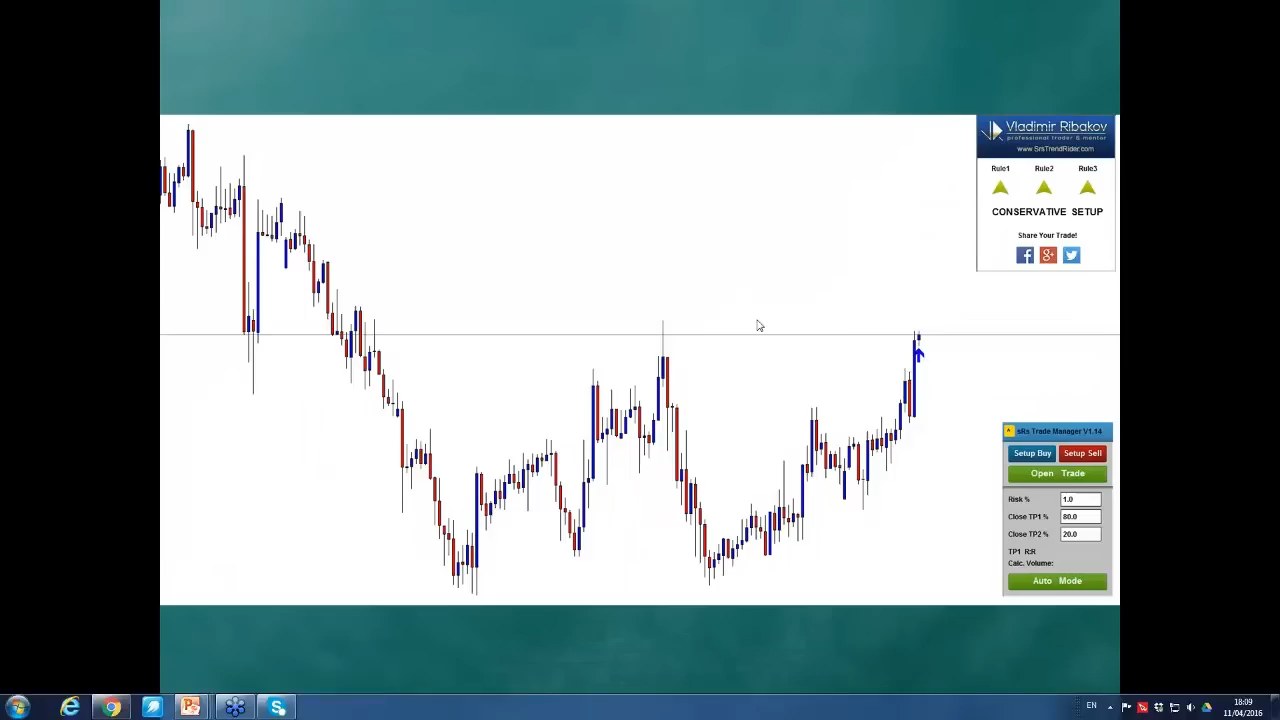 Vladimir Ribakov
professional trader & mentor
www.SrsTrendRider.com
Rule1 Rule2 Rule3
CONSERVATIVE SETUP
Share Your Trade!
sRs Trade Manager V1.14
Setup Buy Setup Sell
Open Trade
Risk % 1.0
Close TP1 % 80.0
Close TP2 % 20.0
TP1 R:R
Calc. Volume:
Auto Mode
EN 18:09
11/04/2016